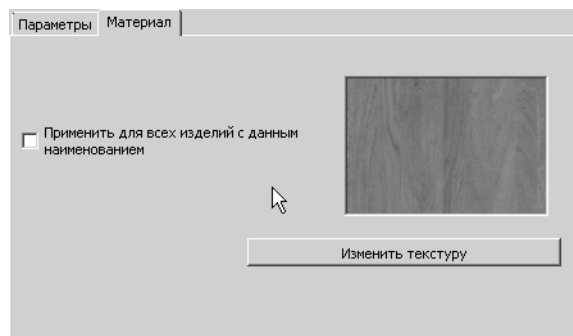 Параметры Материал
Применить для всех изделий с данным
наименованием
Изменить текстуру